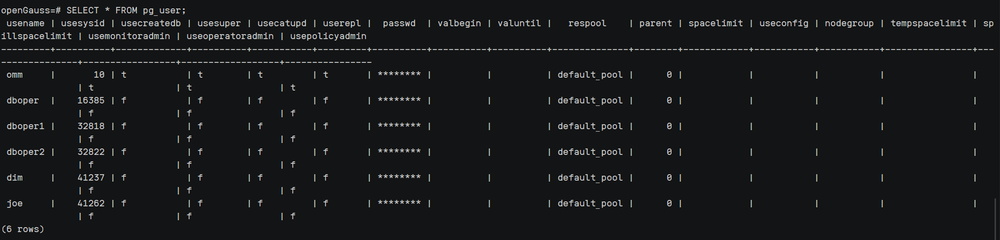 openGauss=# SELECT * FROM pg_user;
 usename | usesysid | usecreatedb | usesuper | usecatupd | userepl |  passwd  | valbegin | valuntil |   respool    | parent | spacelimit | useconfig | nodegroup | tempspacelimit | sp
illspacelimit | usemonitoradmin | useoperatoradmin | usepolicyadmin
---------+----------+-------------+----------+-----------+---------+----------+----------+----------+--------------+--------+------------+-----------+-----------+----------------+---
--------------+-----------------+------------------+----------------
 omm     |       10 | t           | t        | t         | t       | ******** |          |          | default_pool |      0 |            |           |           |                |
              | t               | t                | t
 dboper  |    16385 | f           | f        | f         | f       | ******** |          |          | default_pool |      0 |            |           |           |                |
              | f               | f                | f
 dboper1 |    32818 | f           | f        | f         | f       | ******** |          |          | default_pool |      0 |            |           |           |                |
              | f               | f                | f
 dboper2 |    32822 | f           | f        | f         | f       | ******** |          |          | default_pool |      0 |            |           |           |                |
              | f               | f                | f
 dim     |    41237 | f           | f        | f         | f       | ******** |          |          | default_pool |      0 |            |           |           |                |
              | f               | f                | f
 joe     |    41262 | f           | f        | f         | f       | ******** |          |          | default_pool |      0 |            |           |           |                |
              | f               | f                | f
(6 rows)